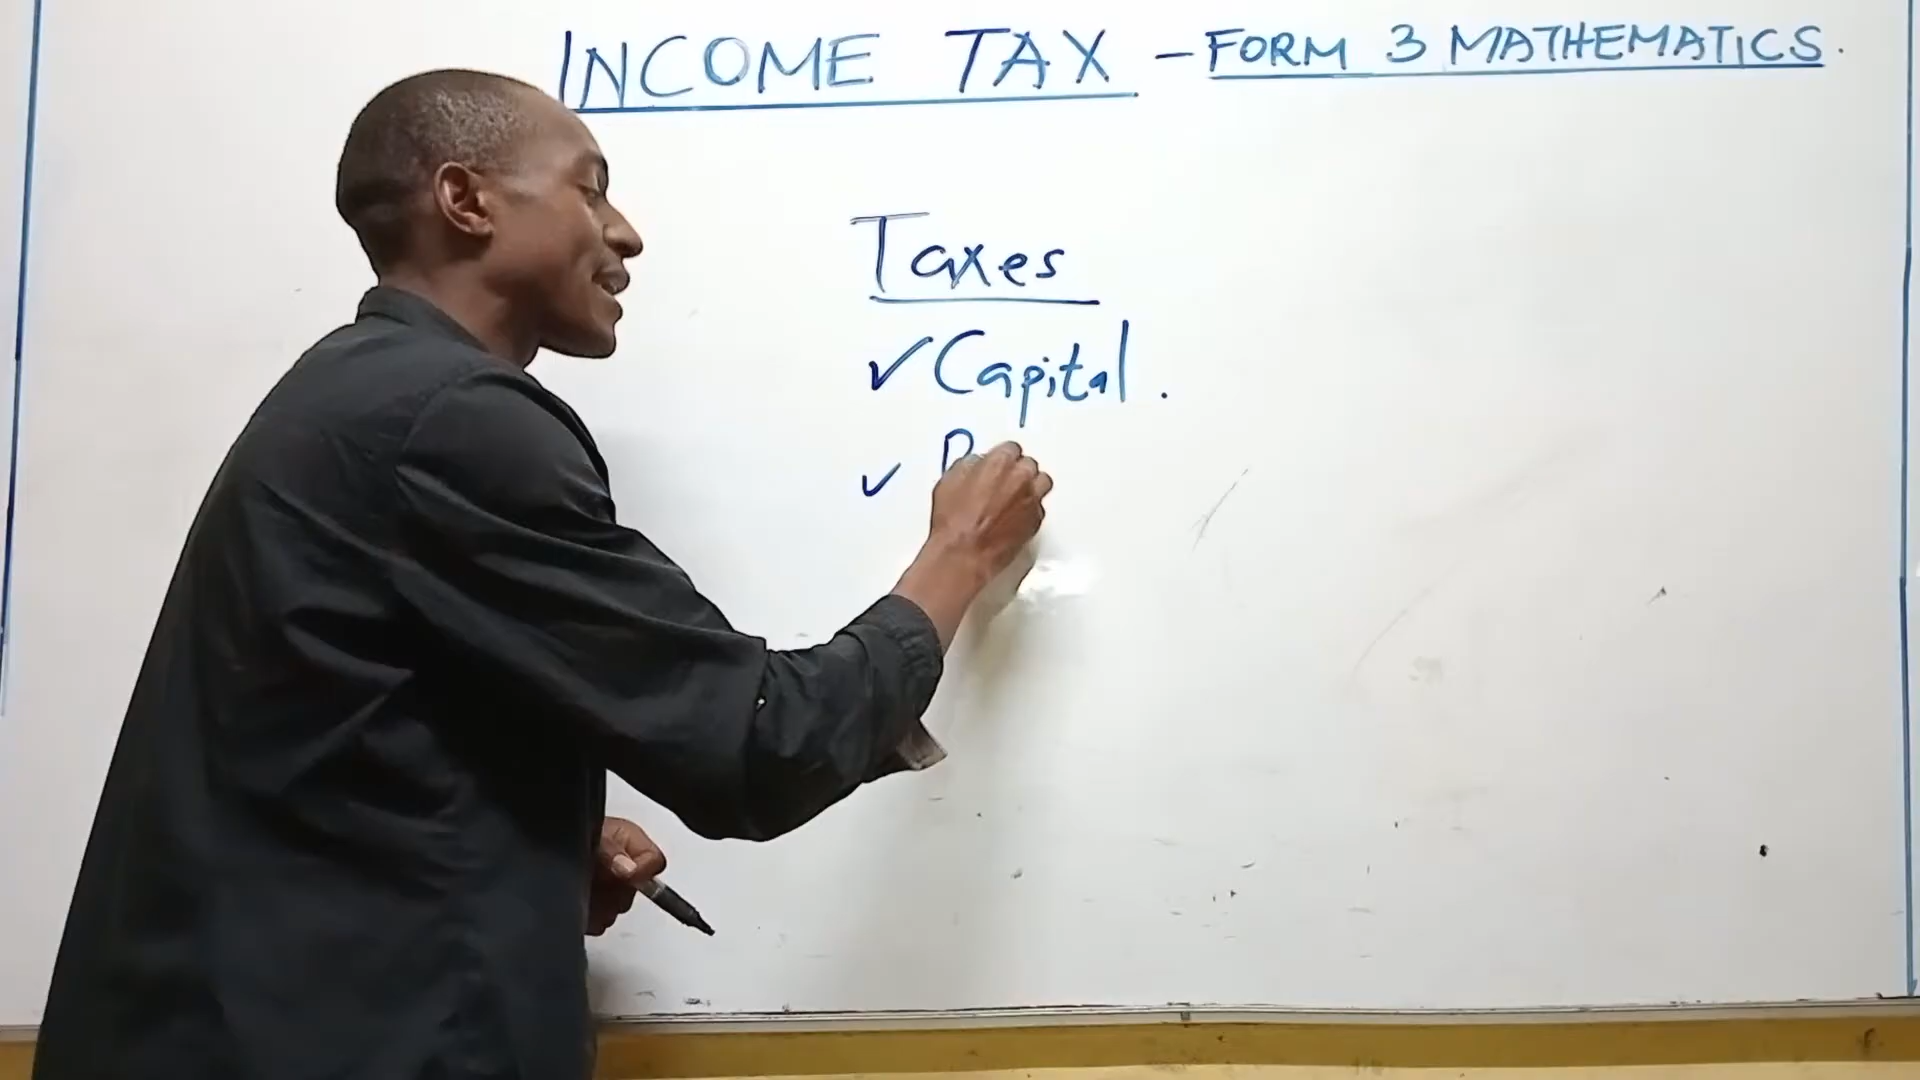 INCOME TAX - FORM 3 MATHEMATICS.
Taxes
✓ Capital.
✓